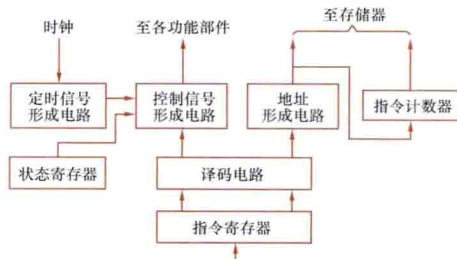 时钟
至各功能部件
至存储器
定时信号
形成电路
控制信号
形成电路
地址
形成电路
指令计数器
状态寄存器
译码电路
指令寄存器